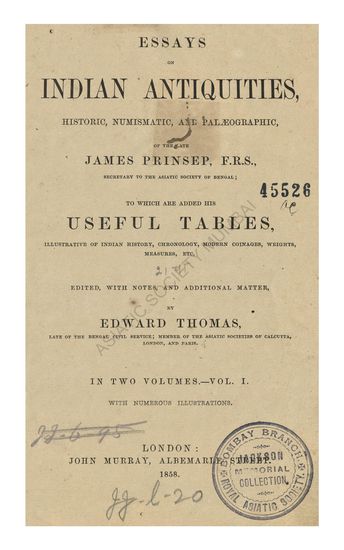 ESSAYS
ON
INDIAN ANTIQUITIES,
HISTORIC, NUMISMATIC, AND PALÆOGRAPHIC,
OF THE LATE
JAMES PRINSEP, F.R.S.,
SECRETARY TO THE ASIATIC SOCIETY OF BENGAL;
45526
TO WHICH ARE ADDED HIS
USEFUL TABLES,
ILLUSTRATIVE OF INDIAN HISTORY, CHRONOLOGY, MODERN COINAGES, WEIGHTS,
MEASURES, ETC.
EDITED, WITH NOTES, AND ADDITIONAL MATTER,
BY
EDWARD THOMAS,
LATE OF THE BENGAL CIVIL SERVICE; MEMBER OF THE ASIATIC SOCIETIES OF CALCUTTA,
LONDON, AND PARIS.
IN TWO VOLUMES.—VOL. I.
WITH NUMEROUS ILLUSTRATIONS.
LONDON:
JOHN MURRAY, ALBEMARLE STREET.
1858.
BOMBAY BRANCH
JACKSON
MEMORIAL
COLLECTION.
ROYAL ASIATIC SOCIETY
ASIATIC SOCIETY, MUMBAI